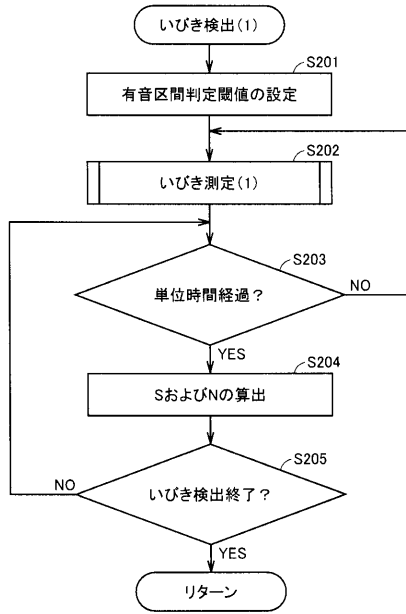 いびき検出(1)
S201
有音区間判定閾値の設定
S202
いびき測定(1)
S203
単位時間経過?
NO
YES
S204
SおよびNの算出
S205
いびき検出終了?
NO
YES
リターン